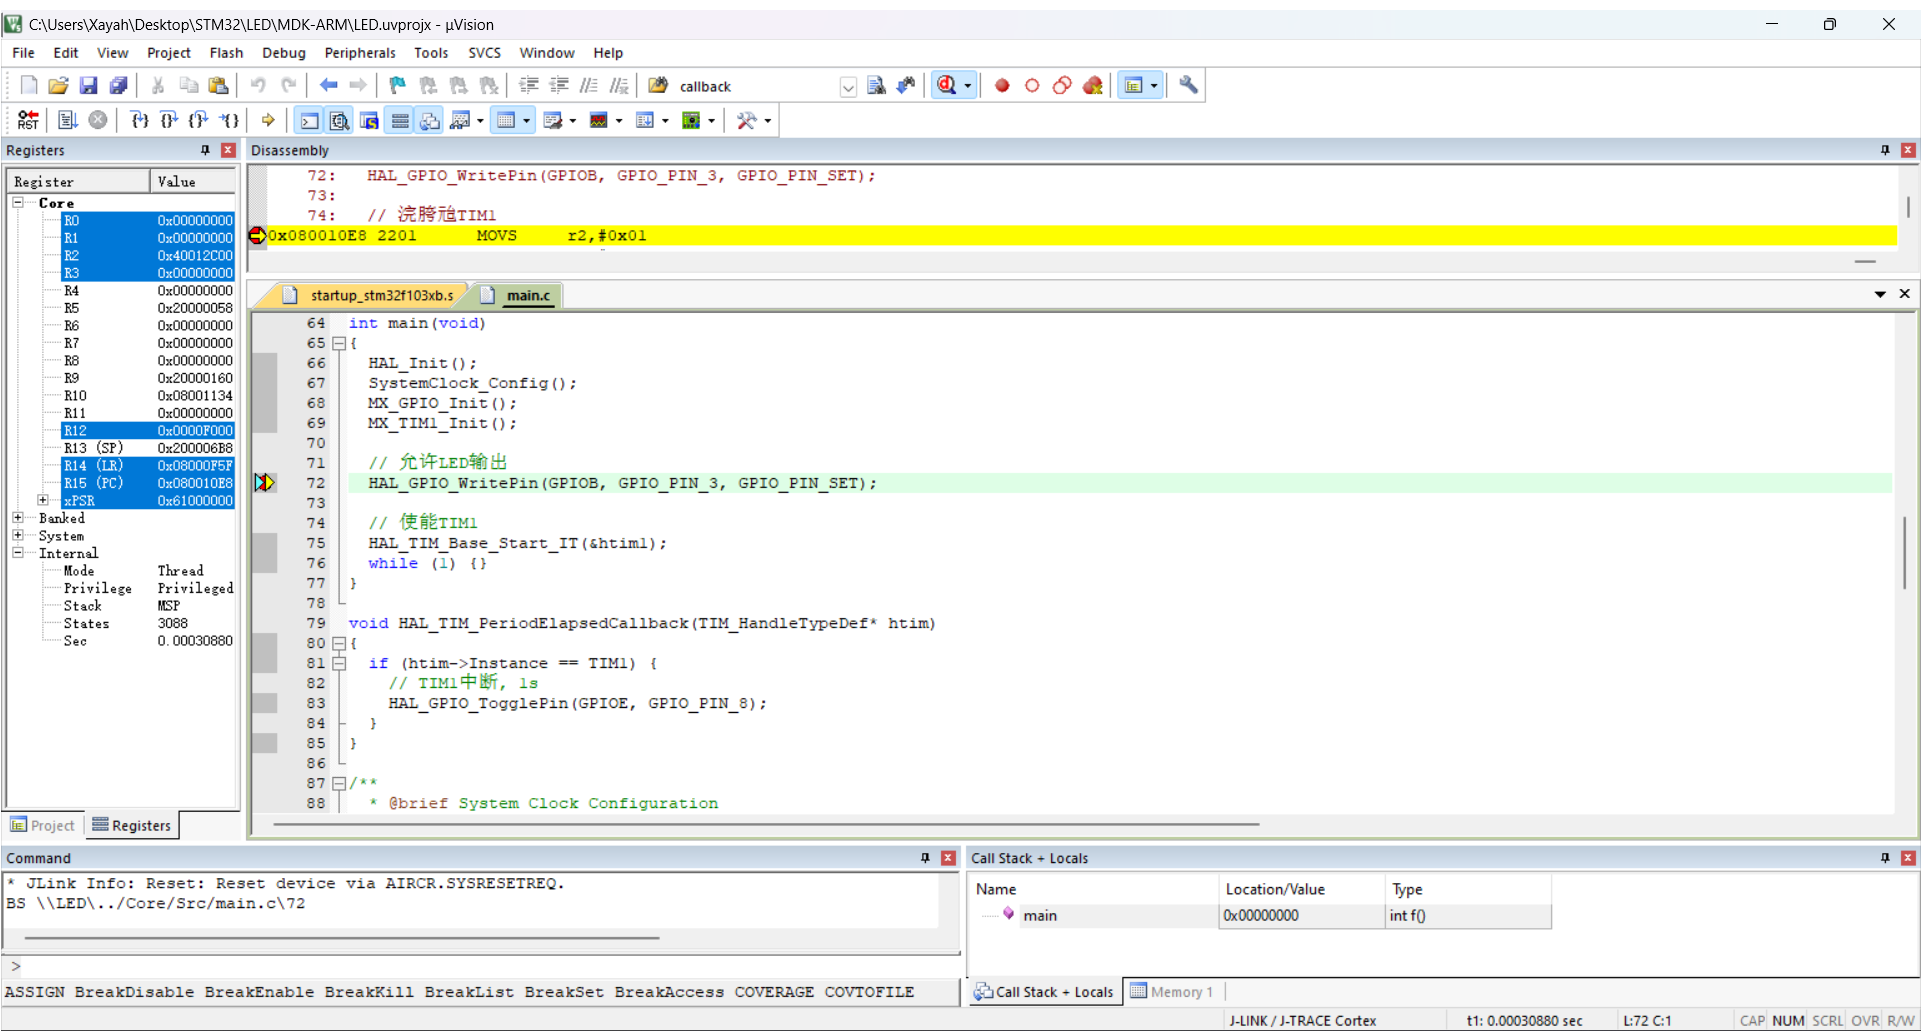 C:\Users\Xayah\Desktop\STM32\LED\MDK-ARM\LED.uvprojx - µVision
File Edit View Project Flash Debug Peripherals Tools SVCS Window Help
callback
RST
Registers
Register Value
Core
R0 0x00000000
R1 0x00000000
R2 0x40012C00
R3 0x00000000
R4 0x00000000
R5 0x20000058
R6 0x00000000
R7 0x00000000
R8 0x00000000
R9 0x20000160
R10 0x08001134
R11 0x00000000
R12 0x0000F000
R13 (SP) 0x200006B8
R14 (LR) 0x08000F5F
R15 (PC) 0x080010E8
xPSR 0x61000000
Banked
System
Internal
Mode Thread
Privilege Privileged
Stack MSP
States 3088
Sec 0.00030880
Project Registers
Disassembly
72: HAL_GPIO_WritePin(GPIOB, GPIO_PIN_3, GPIO_PIN_SET);
73:
74: // 浣胯兘TIM1
0x080010E8 2201 MOVS r2,#0x01
startup_stm32f103xb.s main.c
64 int main(void)
65 {
66 HAL_Init();
67 SystemClock_Config();
68 MX_GPIO_Init();
69 MX_TIM1_Init();
70
71 // 允许LED输出
72 HAL_GPIO_WritePin(GPIOB, GPIO_PIN_3, GPIO_PIN_SET);
73
74 // 使能TIM1
75 HAL_TIM_Base_Start_IT(&htim1);
76 while (1) {}
77 }
78
79 void HAL_TIM_PeriodElapsedCallback(TIM_HandleTypeDef* htim)
80 {
81 if (htim->Instance == TIM1) {
82 // TIM1中断, 1s
83 HAL_GPIO_TogglePin(GPIOE, GPIO_PIN_8);
84 }
85 }
86
87 /**
88 * @brief System Clock Configuration
Command
* JLink Info: Reset: Reset device via AIRCR.SYSRESETREQ.
BS \\LED\../Core/Src/main.c\72
>
ASSIGN BreakDisable BreakEnable BreakKill BreakList BreakSet BreakAccess COVERAGE COVTOFILE
Call Stack + Locals
Name Location/Value Type
main 0x00000000 int f()
Call Stack + Locals Memory 1
J-LINK / J-TRACE Cortex t1: 0.00030880 sec L:72 C:1 CAP NUM SCRL OVR R/W